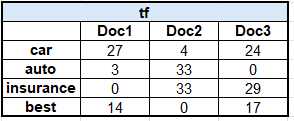 tf
Doc1 Doc2 Doc3
car 27 4 24
auto 3 33 0
insurance 0 33 29
best 14 0 17